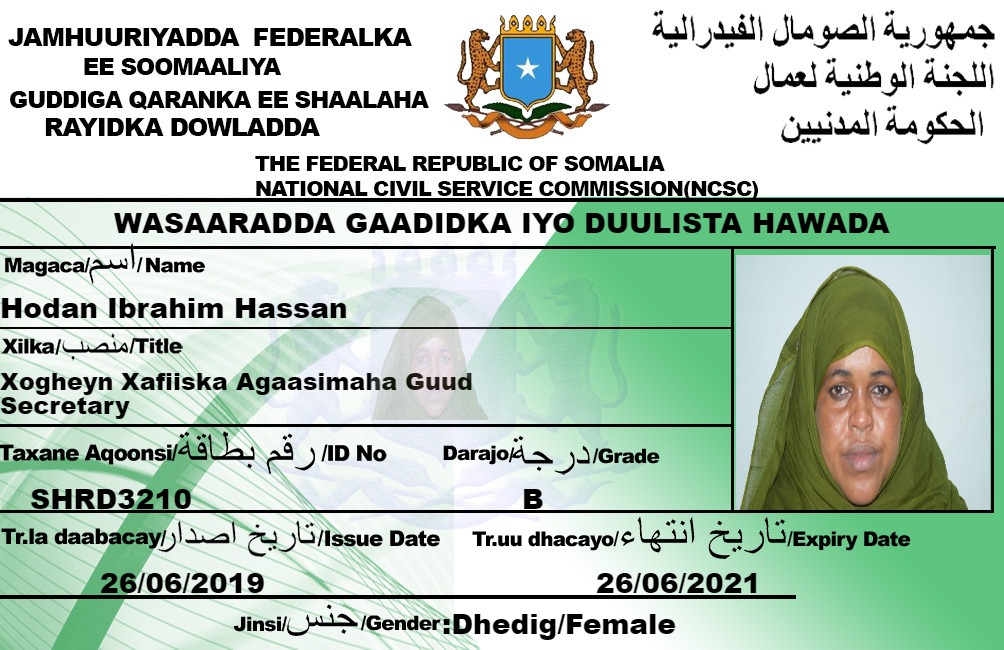 JAMHUURIYADDA FEDERALKA
EE SOOMAALIYA
GUDDIGA QARANKA EE SHAALAHA
RAYIDKA DOWLADDA
جمهورية الصومال الفيدرالية
اللجنة الوطنية لعمال
الحكومة المدنيين
THE FEDERAL REPUBLIC OF SOMALIA
NATIONAL CIVIL SERVICE COMMISSION(NCSC)
WASAARADDA GAADIDKA IYO DUULISTA HAWADA
Magaca/اسم/Name
Hodan Ibrahim Hassan
Xilka/منصب/Title
Xogheyn Xafiiska Agaasimaha Guud
Secretary
Taxane Aqoonsi/رقم بطاقة/ID No
Darajo/درجة/Grade
SHRD3210
B
Tr.la daabacay/تاريخ اصدار/Issue Date
Tr.uu dhacayo/تاريخ انتهاء/Expiry Date
26/06/2019
26/06/2021
Jinsi/جنس/Gender:Dhedig/Female